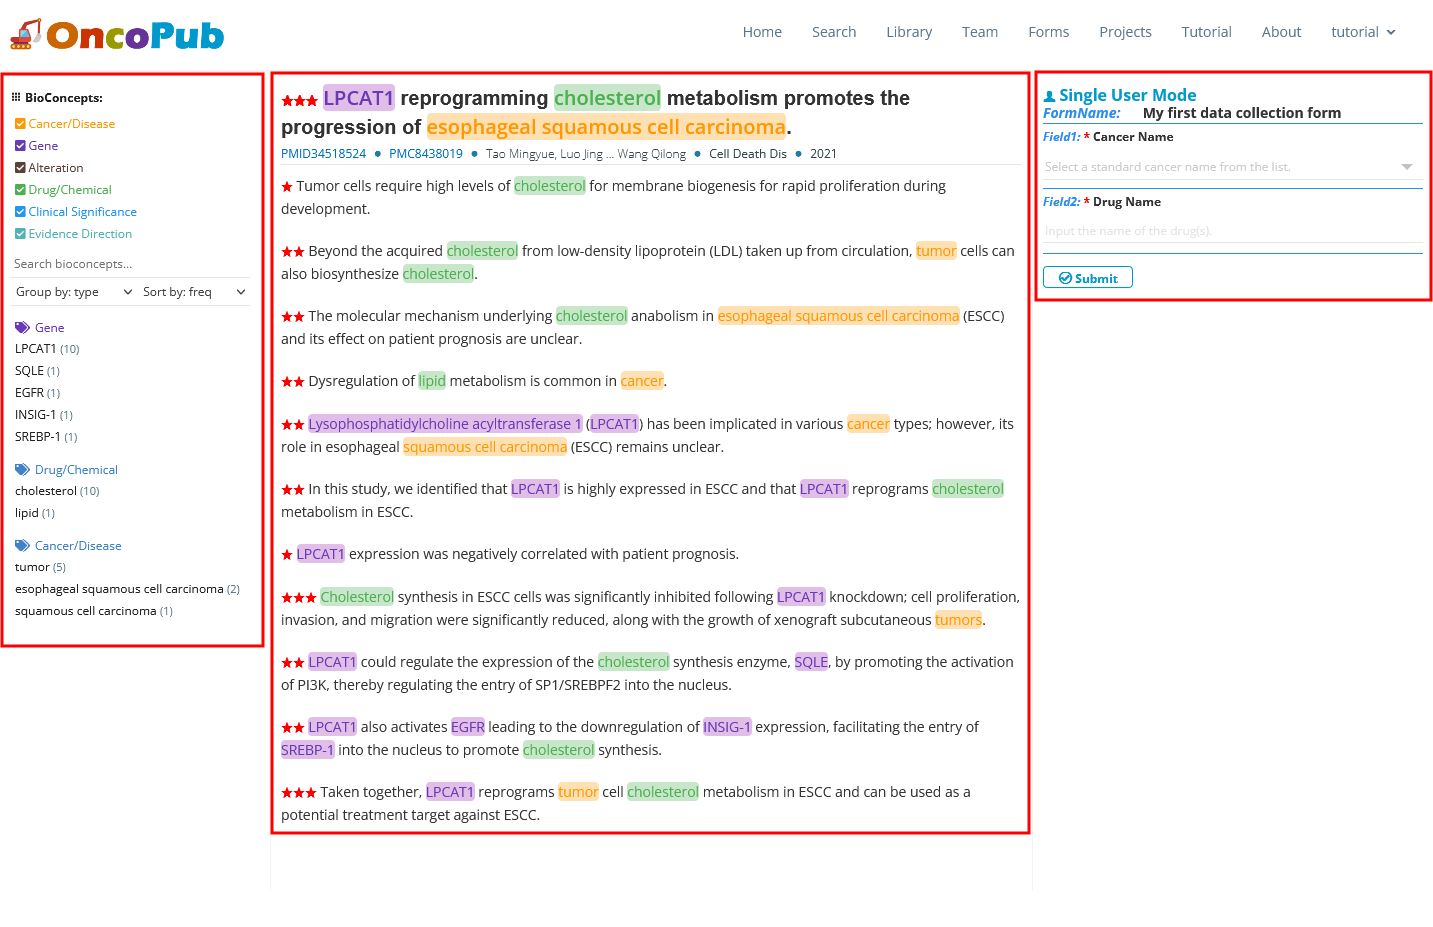 OncoPub
Home Search Library Team Forms Projects Tutorial About tutorial
BioConcepts:
Cancer/Disease
Gene
Alteration
Drug/Chemical
Clinical Significance
Evidence Direction
Search bioconcepts...
Group by: type Sort by: freq
Gene
LPCAT1 (10)
SQLE (1)
EGFR (1)
INSIG-1 (1)
SREBP-1 (1)
Drug/Chemical
cholesterol (10)
lipid (1)
Cancer/Disease
tumor (5)
esophageal squamous cell carcinoma (2)
squamous cell carcinoma (1)
★★★ LPCAT1 reprogramming cholesterol metabolism promotes the
progression of esophageal squamous cell carcinoma.
PMID34518524 ● PMC8438019 ● Tao Mingyue, Luo Jing ... Wang Qilong ● Cell Death Dis ● 2021
★ Tumor cells require high levels of cholesterol for membrane biogenesis for rapid proliferation during
development.
★★ Beyond the acquired cholesterol from low-density lipoprotein (LDL) taken up from circulation, tumor cells can
also biosynthesize cholesterol.
★★ The molecular mechanism underlying cholesterol anabolism in esophageal squamous cell carcinoma (ESCC)
and its effect on patient prognosis are unclear.
★★ Dysregulation of lipid metabolism is common in cancer.
★★ Lysophosphatidylcholine acyltransferase 1 (LPCAT1) has been implicated in various cancer types; however, its
role in esophageal squamous cell carcinoma (ESCC) remains unclear.
★★ In this study, we identified that LPCAT1 is highly expressed in ESCC and that LPCAT1 reprograms cholesterol
metabolism in ESCC.
★ LPCAT1 expression was negatively correlated with patient prognosis.
★★★ Cholesterol synthesis in ESCC cells was significantly inhibited following LPCAT1 knockdown; cell proliferation,
invasion, and migration were significantly reduced, along with the growth of xenograft subcutaneous tumors.
★★ LPCAT1 could regulate the expression of the cholesterol synthesis enzyme, SQLE, by promoting the activation
of PI3K, thereby regulating the entry of SP1/SREBPF2 into the nucleus.
★★ LPCAT1 also activates EGFR leading to the downregulation of INSIG-1 expression, facilitating the entry of
SREBP-1 into the nucleus to promote cholesterol synthesis.
★★★ Taken together, LPCAT1 reprograms tumor cell cholesterol metabolism in ESCC and can be used as a
potential treatment target against ESCC.
Single User Mode
FormName: My first data collection form
Field1: * Cancer Name
Select a standard cancer name from the list.
Field2: * Drug Name
Input the name of the drug(s).
Submit